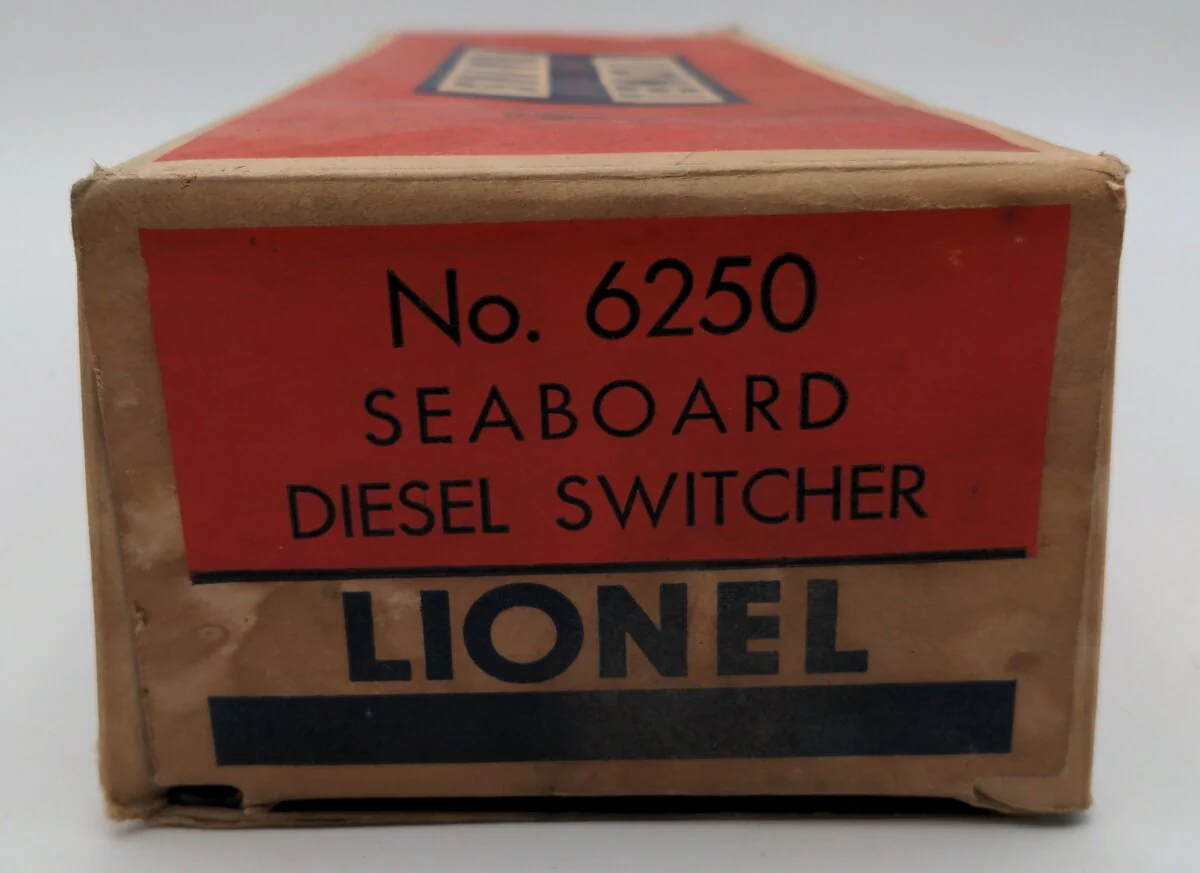 No. 6250
SEABOARD
DIESEL SWITCHER
LIONEL